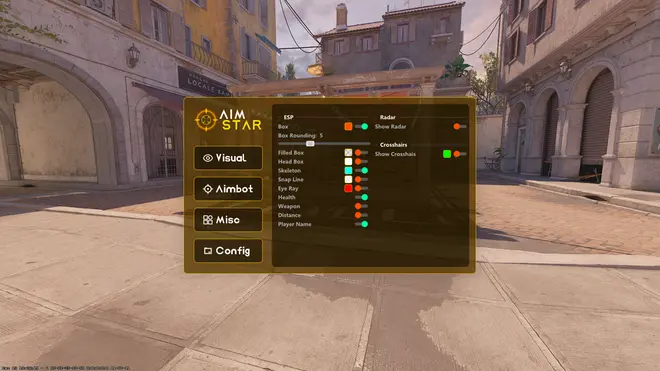 AIM
STAR
Visual
Aimbot
Misc
Config
ESP
Box
Box Rounding: 5
Filled Box
Head Box
Skeleton
Snap Line
Eye Ray
Health
Weapon
Distance
Player Name
Radar
Show Radar
Crosshairs
Show Crosshais
LOCALE